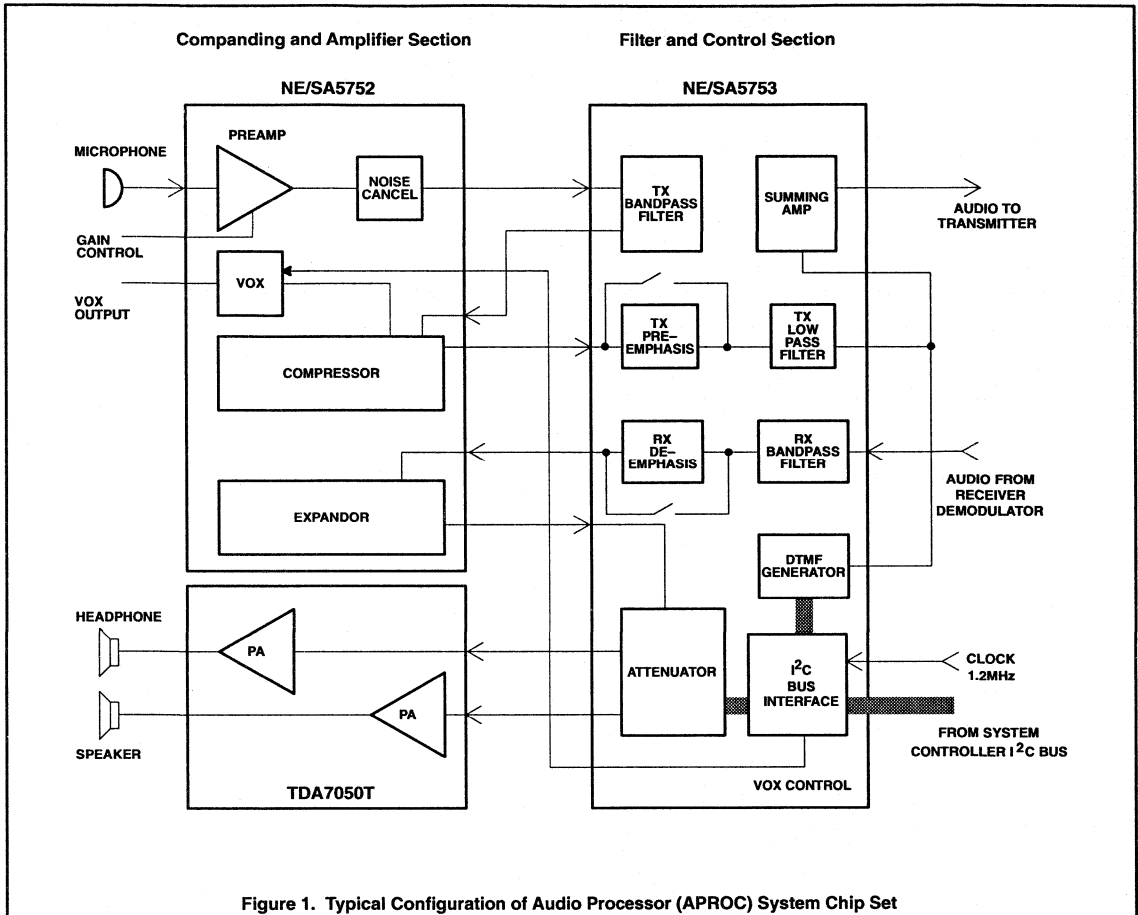 Companding and Amplifier Section
Filter and Control Section
NE/SA5752
NE/SA5753
PREAMP
MICROPHONE
NOISE
CANCEL
TX
BANDPASS
FILTER
SUMMING
AMP
AUDIO TO
TRANSMITTER
GAIN
CONTROL
VOX
VOX
OUTPUT
TX
PRE–
EMPHASIS
TX
LOW
PASS
FILTER
COMPRESSOR
RX
DE–
EMPHASIS
RX
BANDPASS
FILTER
AUDIO FROM
RECEIVER
DEMODULATOR
EXPANDOR
DTMF
GENERATOR
HEADPHONE
PA
ATTENUATOR
I²C
BUS
INTERFACE
CLOCK
1.2MHz
PA
SPEAKER
FROM SYSTEM
CONTROLLER I²C BUS
VOX CONTROL
TDA7050T
Figure 1. Typical Configuration of Audio Processor (APROC) System Chip Set